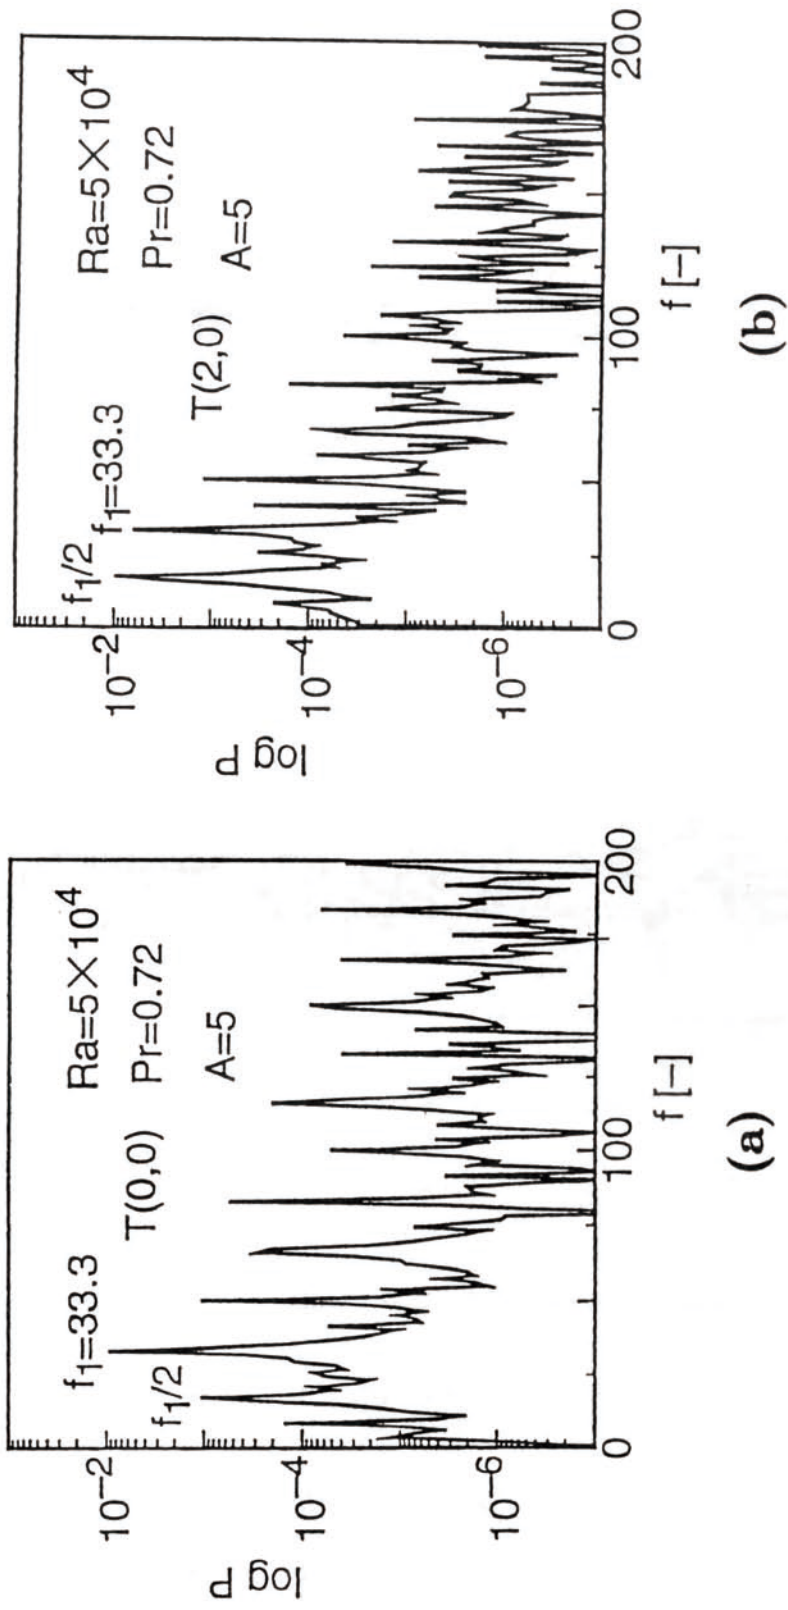 f₁=33.3
f₁/2
T(0,0)
Ra=5×10⁴
Pr=0.72
A=5
10⁻²
10⁻⁴
10⁻⁶
log P
0
100
200
f [−]
(a)
f₁/2
f₁=33.3
T(2,0)
Ra=5×10⁴
Pr=0.72
A=5
10⁻²
10⁻⁴
10⁻⁶
log P
0
100
200
f [−]
(b)